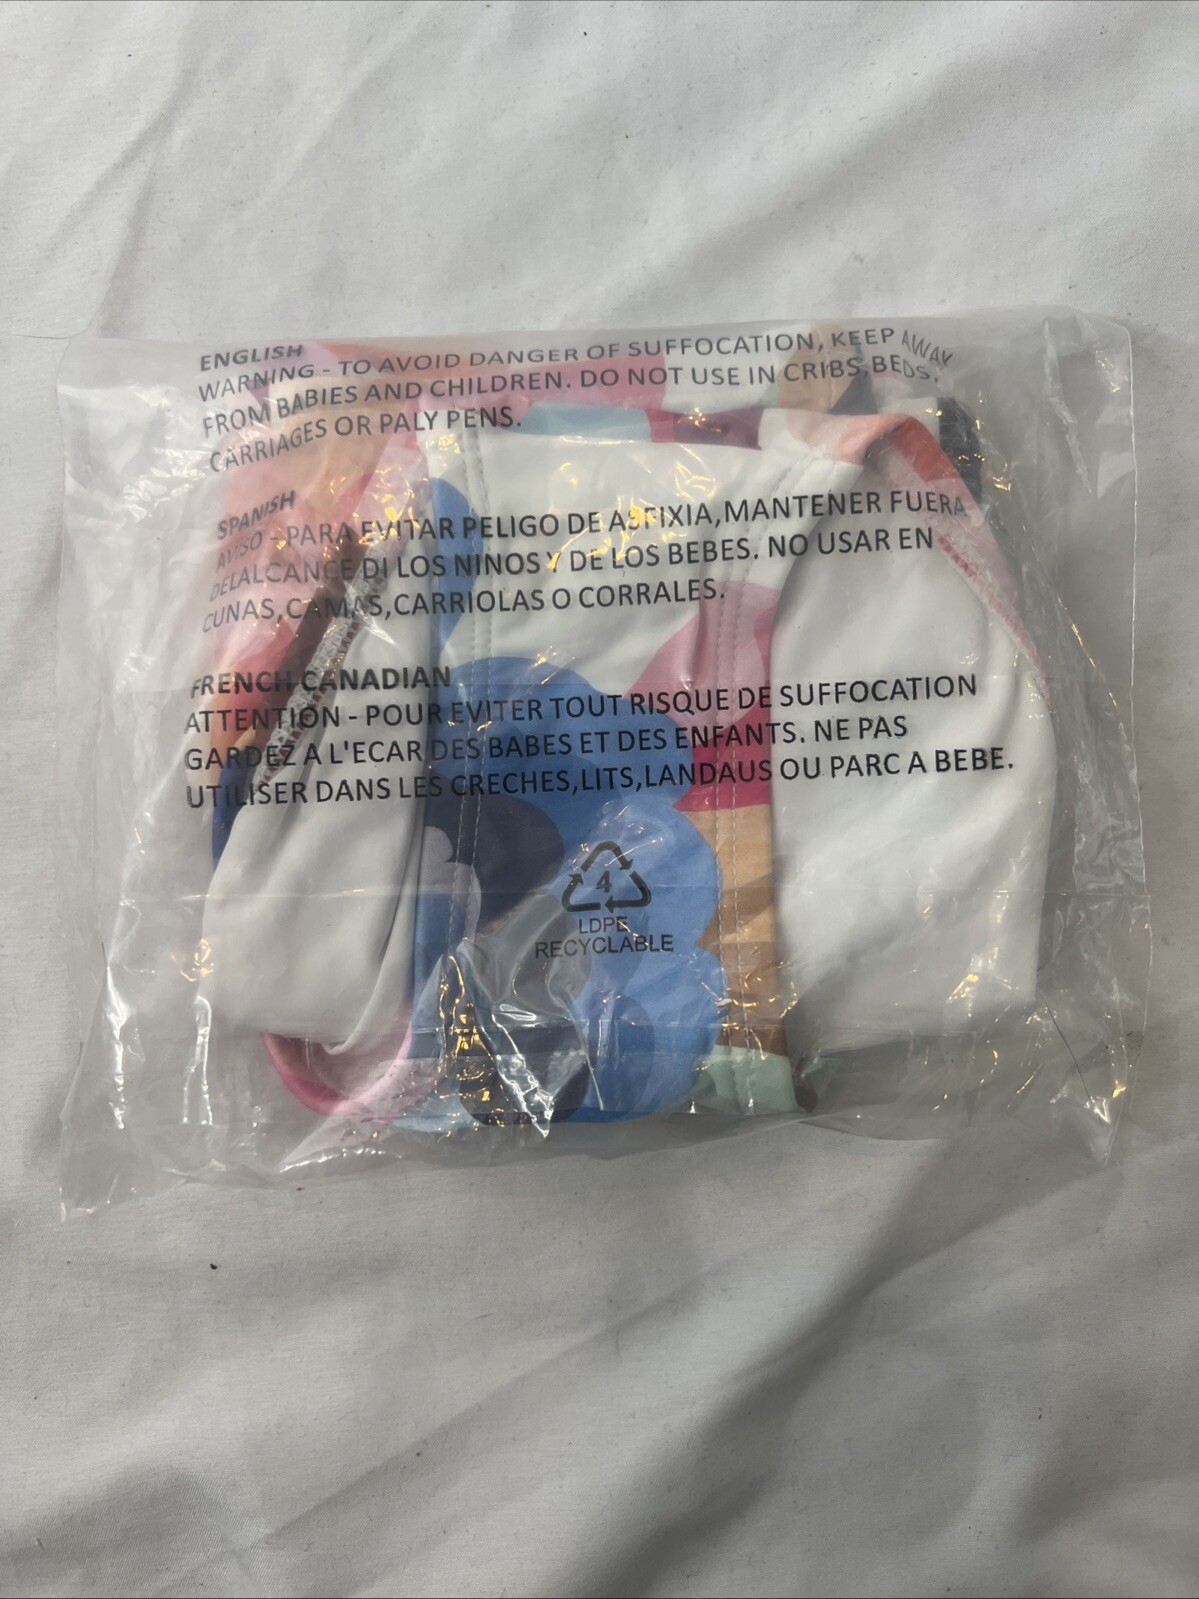 ENGLISH
WARNING - TO AVOID DANGER OF SUFFOCATION, KEEP AWAY
FROM BABIES AND CHILDREN. DO NOT USE IN CRIBS,BEDS,
CARRIAGES OR PALY PENS.
SPANISH
AVISO - PARA EVITAR PELIGO DE ASFIXIA,MANTENER FUERA
DELALCANCE DI LOS NINOS Y DE LOS BEBES. NO USAR EN
CUNAS,CAMAS,CARRIOLAS O CORRALES.
FRENCH CANADIAN
ATTENTION - POUR EVITER TOUT RISQUE DE SUFFOCATION
GARDEZ A L'ECAR DES BABES ET DES ENFANTS. NE PAS
UTILISER DANS LES CRECHES,LITS,LANDAUS OU PARC A BEBE.
4
LDPE
RECYCLABLE